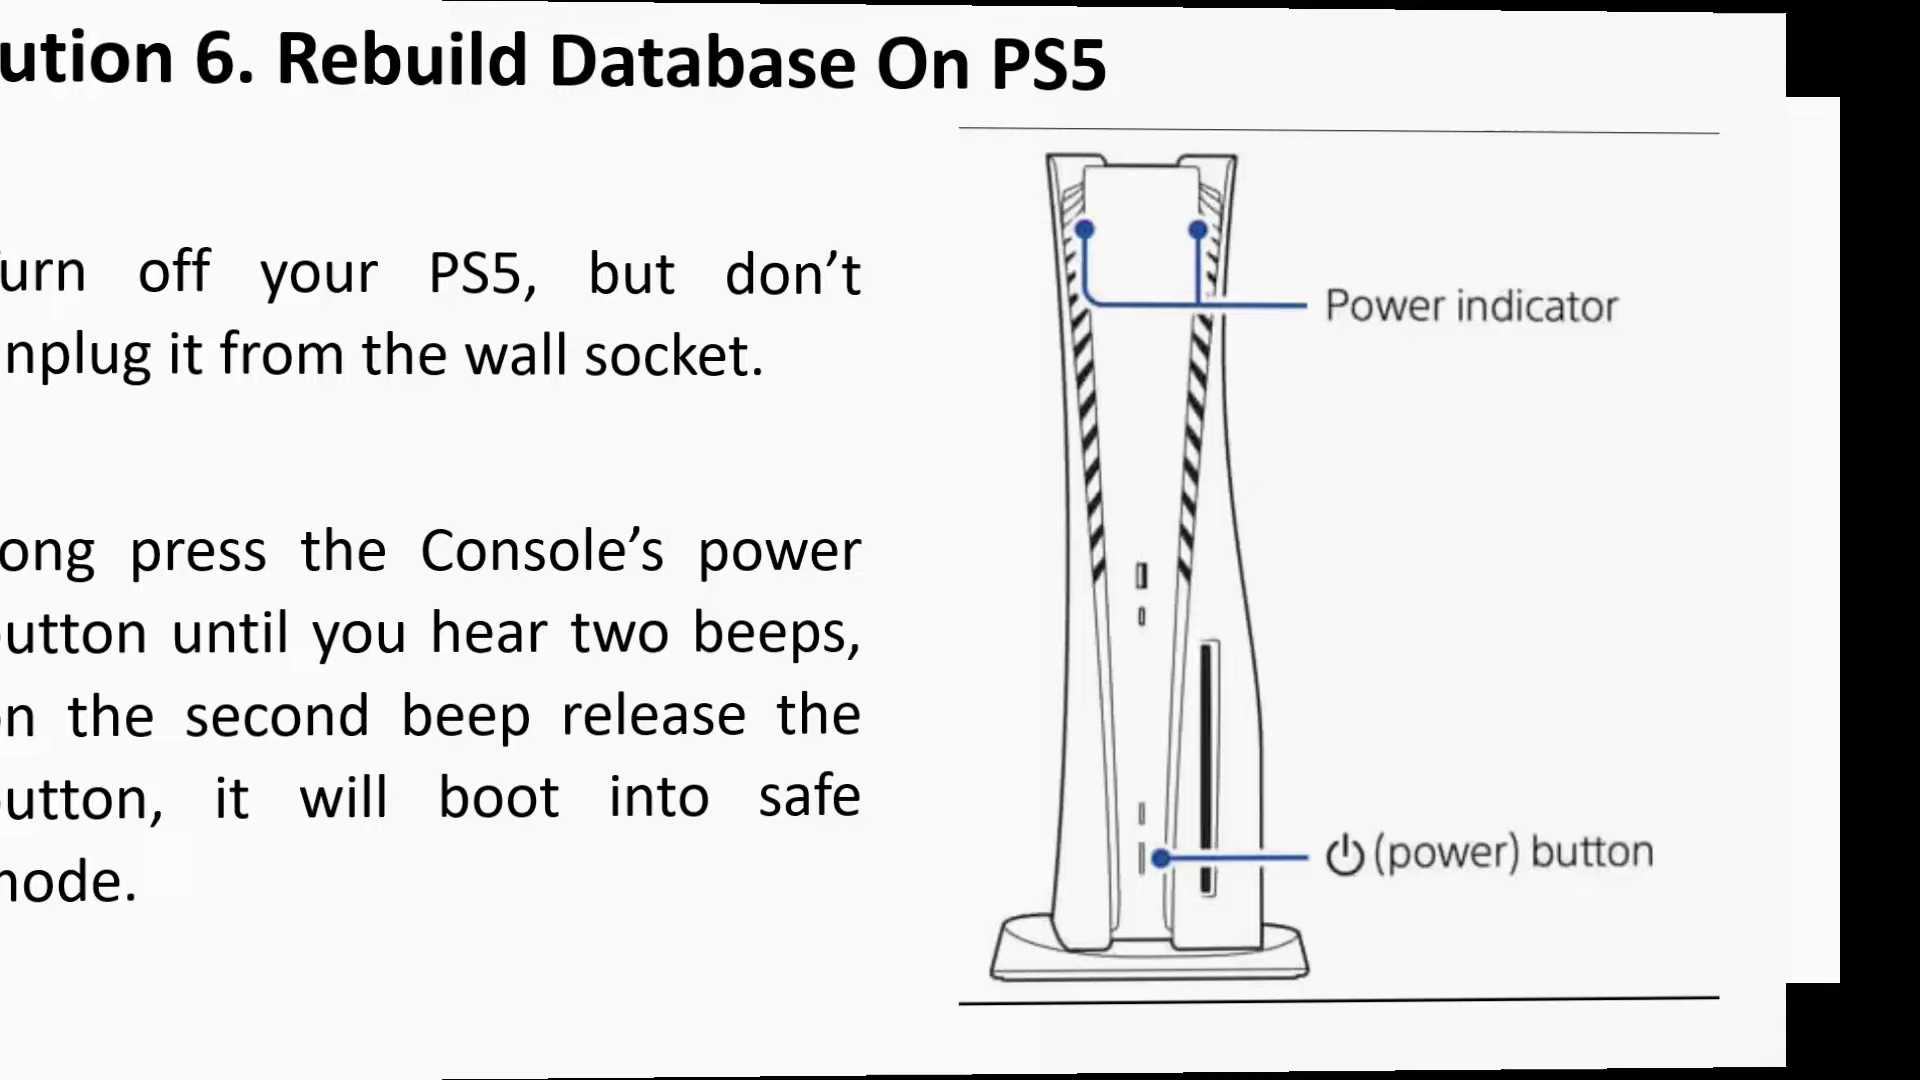 ution 6. Rebuild Database On PS5
urn off your PS5, but don’t
nplug it from the wall socket.
ong press the Console’s power
utton until you hear two beeps,
n the second beep release the
utton, it will boot into safe
ode.
Power indicator
(power) button